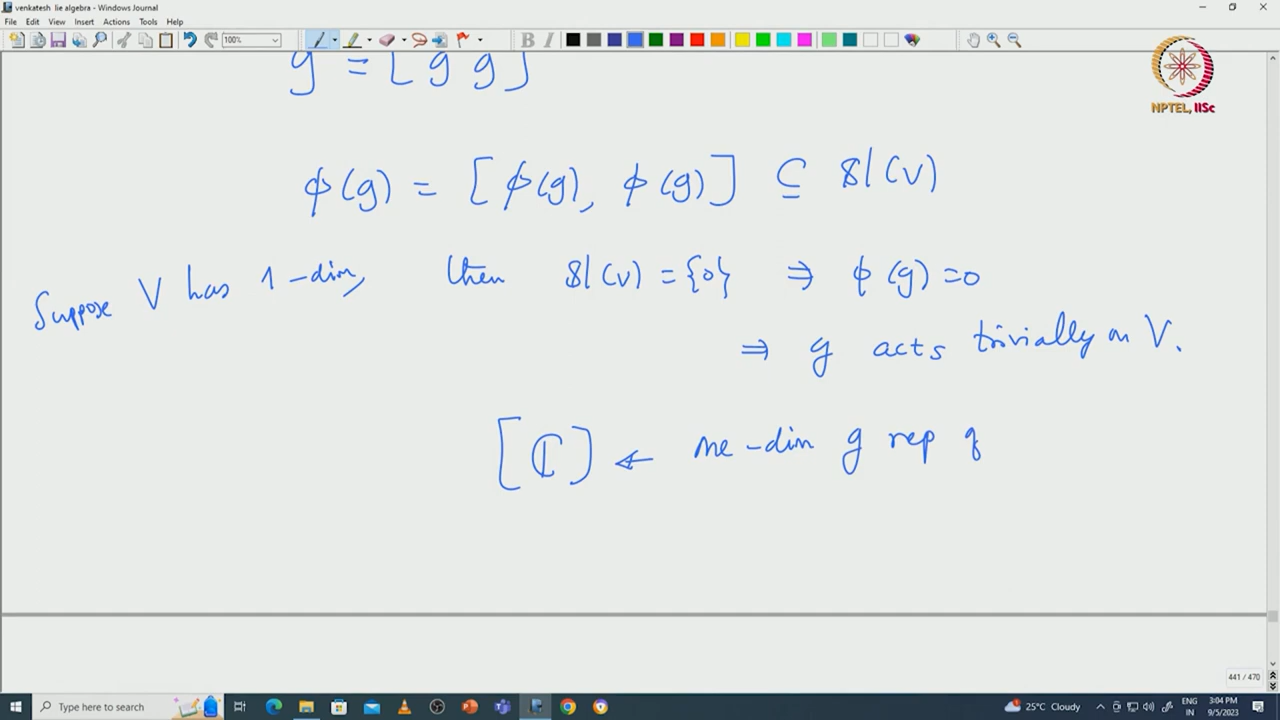 venkatesh lie algebra - Windows Journal
File Edit View Insert Actions Tools Help
100%
g = [g g]
NPTEL, IISc
ϕ(g) = [ϕ(g), ϕ(g)] ⊆ sl(V)
Suppose V has 1-dim, then sl(V) = {0} ⇒ ϕ(g) = 0
⇒ g acts trivially on V.
[ℂ] ← one-dim g rep of
441 / 470
Type here to search
25°C Cloudy
ENG
IN
3:04 PM
9/5/2023